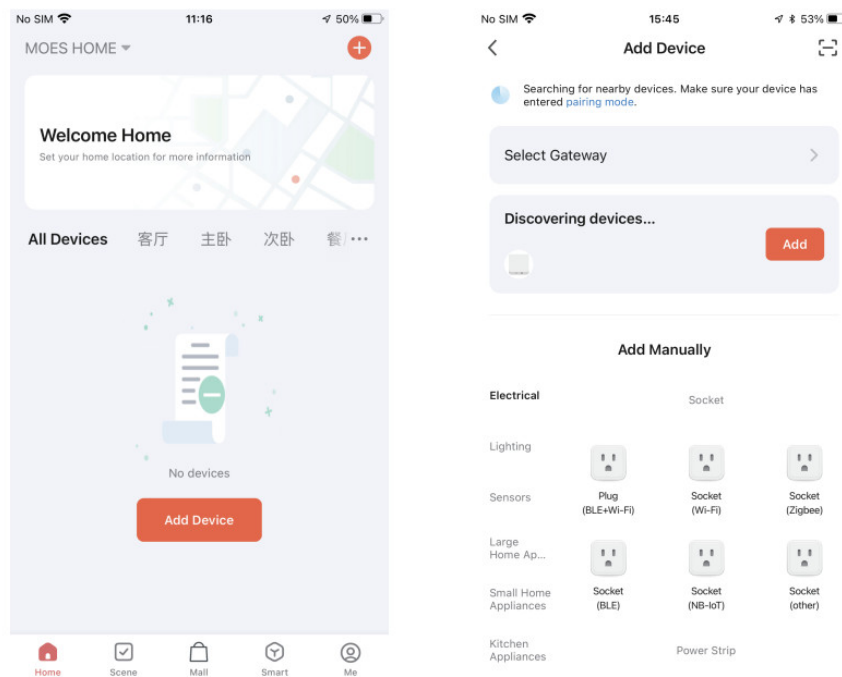 No SIM 11:16 50%
MOES HOME
Welcome Home
Set your home location for more information
All Devices 客厅 主卧 次卧 餐
No devices
Add Device
Home Scene Mall Smart Me
No SIM 15:45 53%
Add Device
Searching for nearby devices. Make sure your device has
entered pairing mode.
Select Gateway
Discovering devices...
Add
Add Manually
Electrical
Socket
Lighting
Sensors
Large
Home Ap...
Small Home
Appliances
Kitchen
Appliances
Plug
(BLE+Wi-Fi)
Socket
(Wi-Fi)
Socket
(Zigbee)
Socket
(BLE)
Socket
(NB-IoT)
Socket
(other)
Power Strip